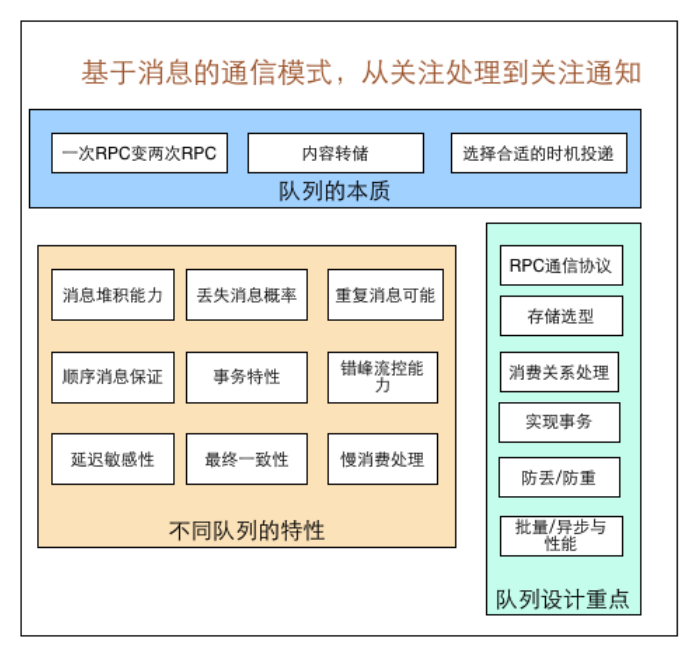 基于消息的通信模式，从关注处理到关注通知
一次RPC变两次RPC
内容转储
选择合适的时机投递
队列的本质
消息堆积能力
丢失消息概率
重复消息可能
顺序消息保证
事务特性
错峰流控能
力
延迟敏感性
最终一致性
慢消费处理
不同队列的特性
RPC通信协议
存储选型
消费关系处理
实现事务
防丢/防重
批量/异步与
性能
队列设计重点